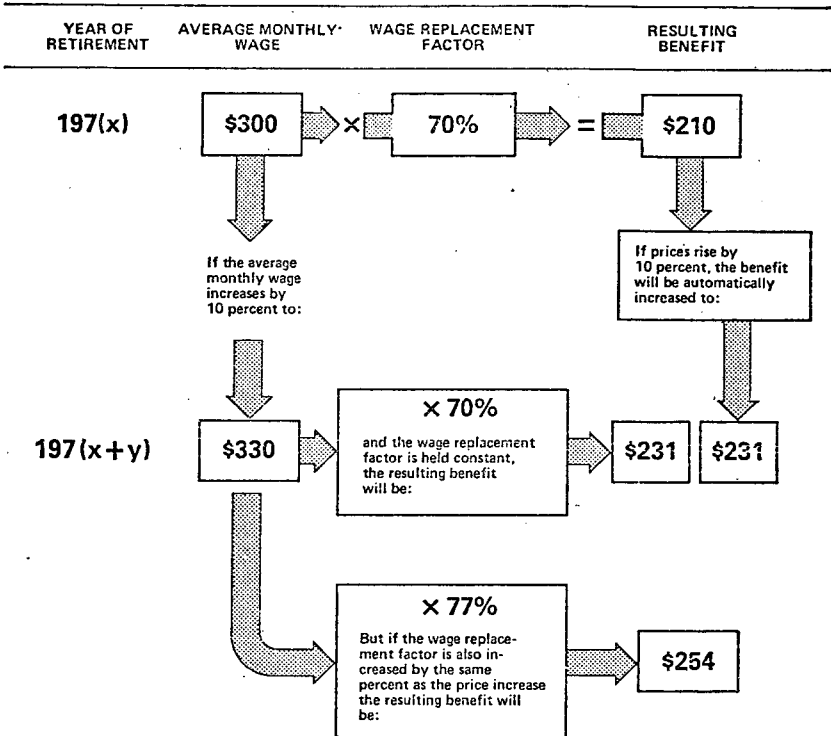 YEAR OF RETIREMENT
AVERAGE MONTHLY WAGE
WAGE REPLACEMENT FACTOR
RESULTING BENEFIT
197(x)
$300
×
70%
=
$210
If the average
monthly wage
increases by
10 percent to:
If prices rise by
10 percent, the benefit
will be automatically
increased to:
197(x+y)
$330
× 70%
and the wage replacement
factor is held constant,
the resulting benefit
will be:
$231
$231
× 77%
But if the wage replace-
ment factor is also in-
creased by the same
percent as the price increase
the resulting benefit will
be:
$254